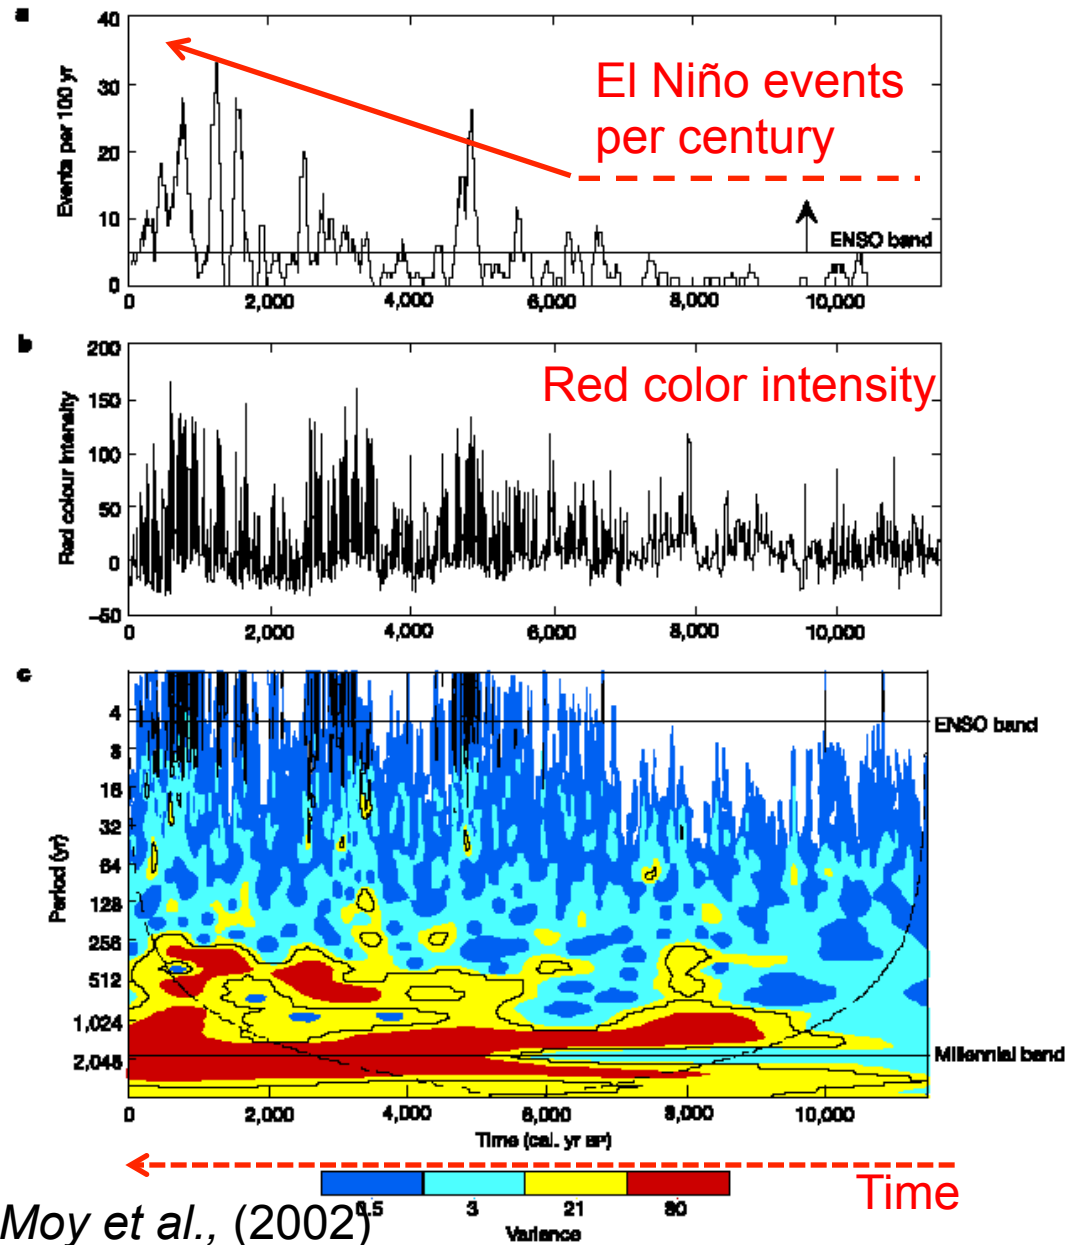 a
40
30
20
10
0
Events per 100 yr
El Niño events
per century
ENSO band
0 2,000 4,000 6,000 8,000 10,000
b
200
150
100
50
0
–50
Red colour intensity
Red color intensity
0 2,000 4,000 6,000 8,000 10,000
c
4
8
16
32
64
128
256
512
1,024
2,048
Period (yr)
ENSO band
Millennial band
0 2,000 4,000 6,000 8,000 10,000
Time (cal. yr BP)
Time
0.5 3 21 80
Variance
Moy et al., (2002)